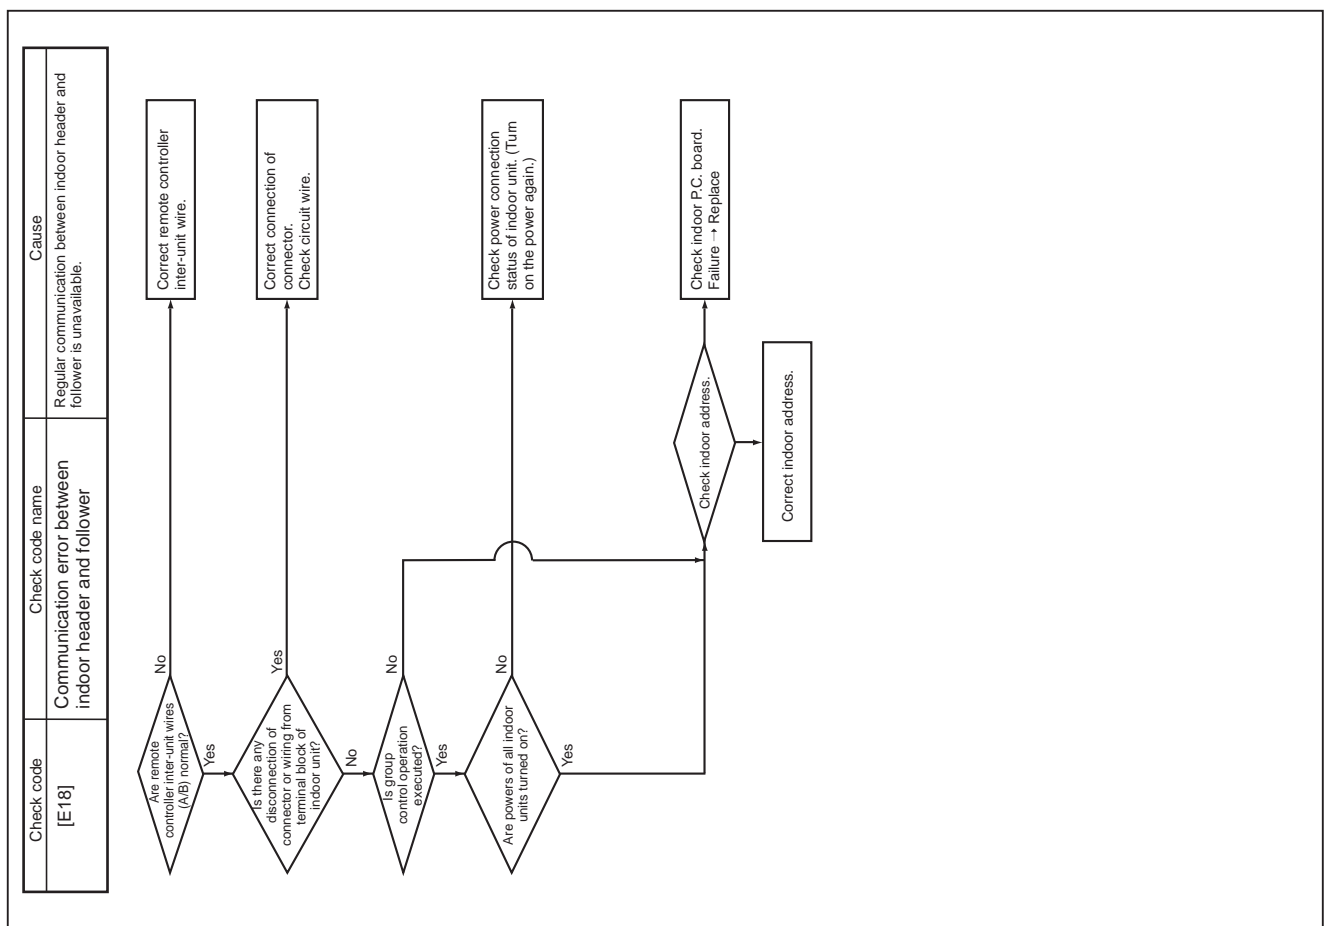 Check code
Check code name
Cause
[E18]
Communication error between
indoor header and follower
Regular communication between indoor header and
follower is unavailable.
Are remote
controller inter-unit wires
(A/B) normal?
No
Correct remote controller
inter-unit wire.
Yes
Is there any
disconnection of
connector or wiring from
terminal block of
indoor unit?
Yes
Correct connection of
connector.
Check circuit wire.
No
Is group
control operation
executed?
No
Yes
Are powers of all indoor
units turned on?
No
Check power connection
status of indoor unit. (Turn
on the power again.)
Yes
Check indoor address.
Check indoor P.C. board.
Failure → Replace
Correct indoor address.